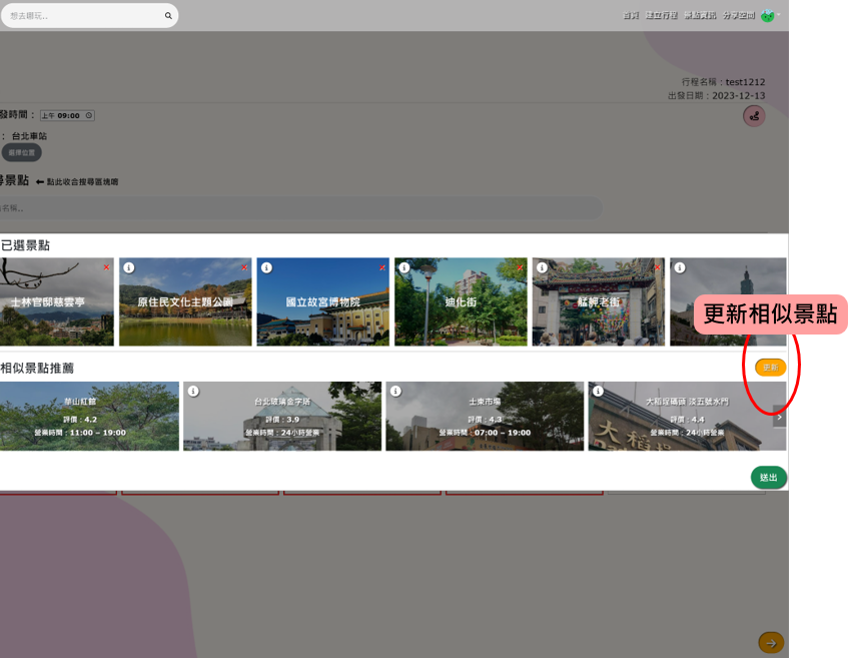 想去哪玩..
首頁 建立行程 景點資訊 分享空間
行程名稱：test1212
出發日期：2023-12-13
發時間： 上午 09:00
： 台北車站
選擇位置
尋景點 ← 點此收合搜尋區塊唷
名稱..
已選景點
士林官邸慈雲亭 原住民文化主題公園 國立故宮博物院 迪化街 艋舺老街
更新相似景點
相似景點推薦
更新
華山紅館
評價：4.2
營業時間：11:00 ~ 19:00
台北玻璃金字塔
評價：3.9
營業時間：24小時營業
士東市場
評價：4.3
營業時間：07:00 ~ 19:00
大稻埕碼頭 淡五號水門
評價：4.4
營業時間：24小時營業
大稻埕
送出